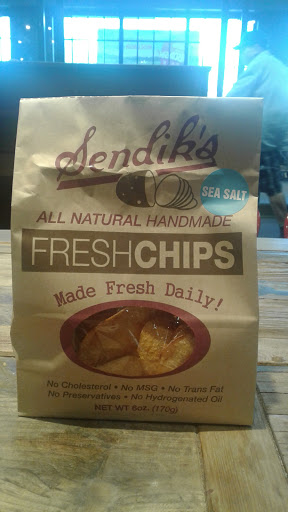 Sendik's
SEA SALT
ALL NATURAL HANDMADE
FRESHCHIPS
Made Fresh Daily!
No Cholesterol • No MSG • No Trans Fat
No Preservatives • No Hydrogenated Oil
NET WT 6oz. (170g)